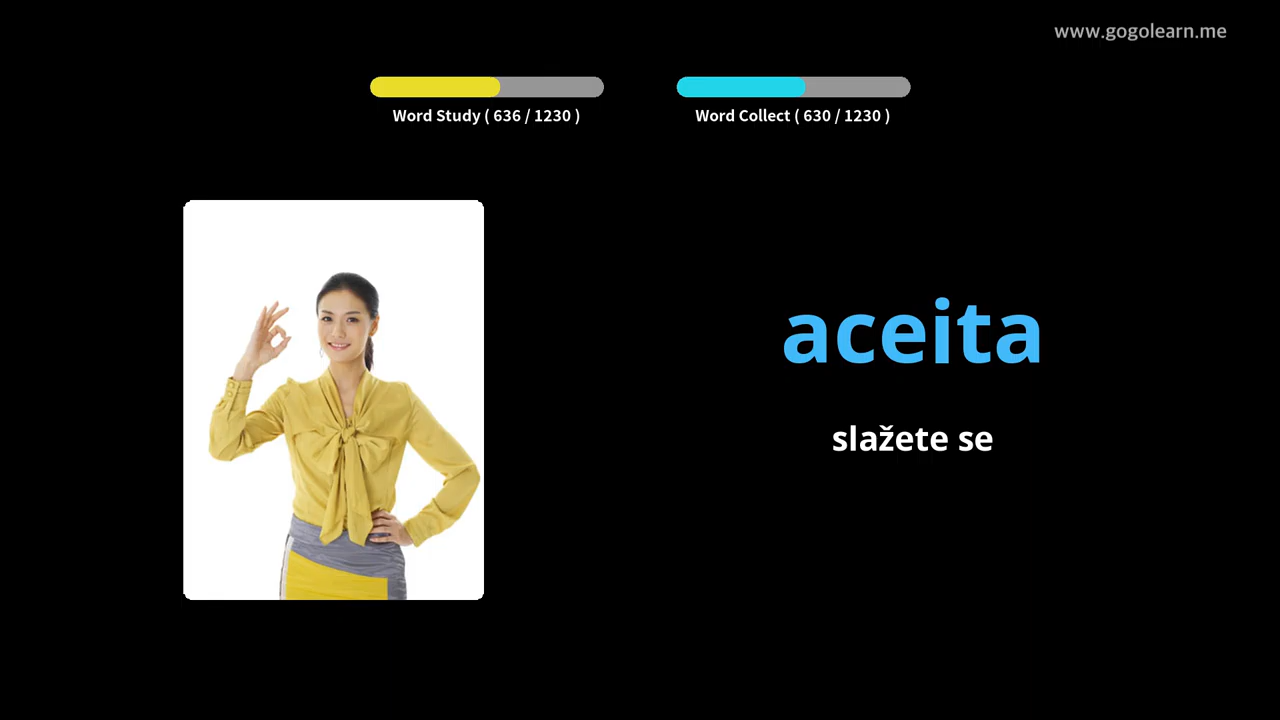 www.gogolearn.me
Word Study ( 636 / 1230 )
Word Collect ( 630 / 1230 )
aceita
slažete se